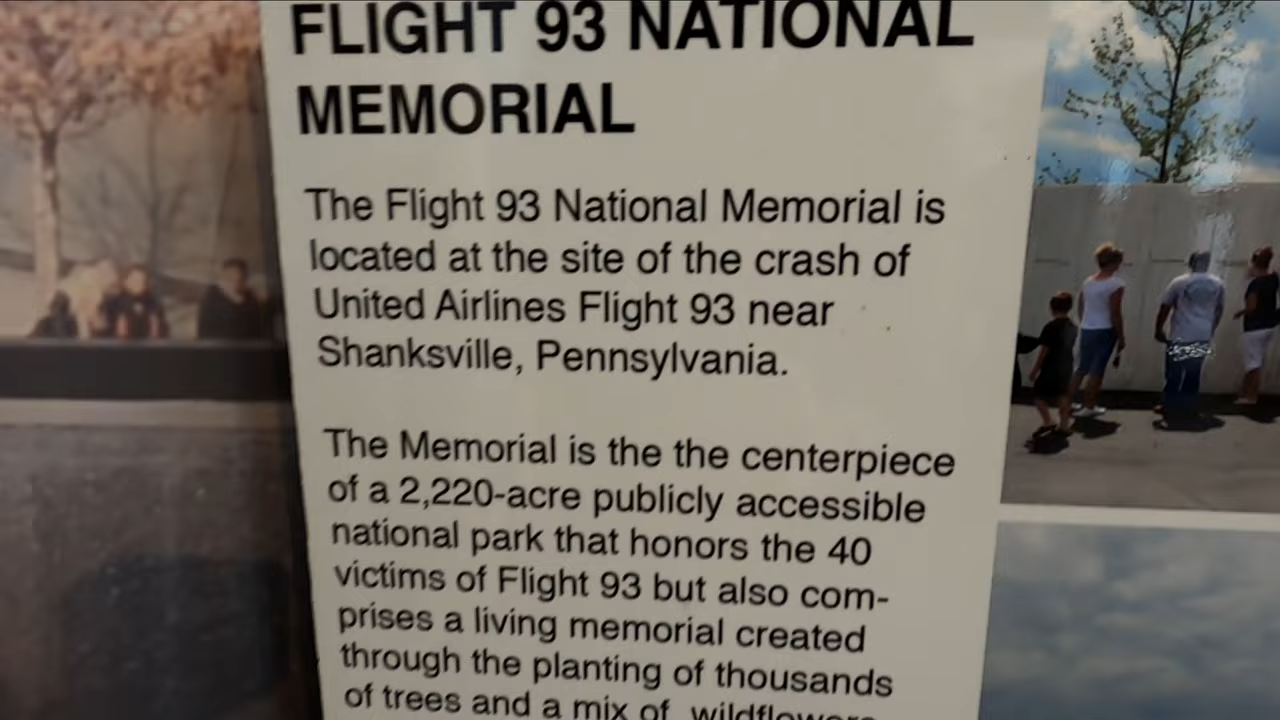 FLIGHT 93 NATIONAL
MEMORIAL
The Flight 93 National Memorial is
located at the site of the crash of
United Airlines Flight 93 near
Shanksville, Pennsylvania.
The Memorial is the the centerpiece
of a 2,220-acre publicly accessible
national park that honors the 40
victims of Flight 93 but also com-
prises a living memorial created
through the planting of thousands
of trees and a mix of wildflowers